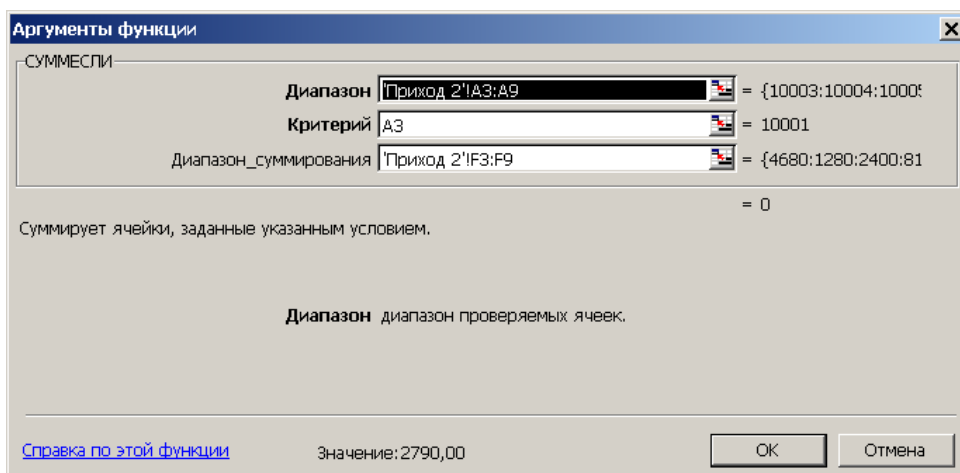 Аргументы функции
СУММЕСЛИ
Диапазон 'Приход 2'!A3:A9 = {10003:10004:10005
Критерий A3 = 10001
Диапазон_суммирования 'Приход 2'!F3:F9 = {4680:1280:2400:81
= 0
Суммирует ячейки, заданные указанным условием.
Диапазон диапазон проверяемых ячеек.
Справка по этой функции Значение:2790,00 ОК Отмена